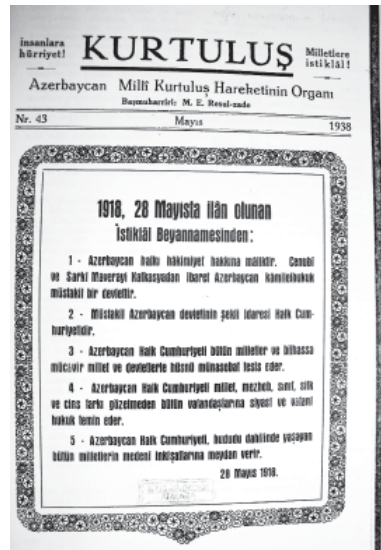 insanlara
hürriyet!
KURTULUŞ
Milletlere
istiklâl!
Azerbaycan Millî Kurtuluş Hareketinin Organı
Başmuharriri: M. E. Resul-zade
Nr. 43
Mayıs
1938
1918, 28 Mayısta ilân olunan
İstiklâl Beyannamesinden:
1 - Azerbaycan halkı hâkimiyet hakkına mâliktir. Cenubî
ve Şarkî Maverayi Kafkasyadan ibaret Azerbaycan kâmilelhukuk
müstakil bir devlettir.
2 - Müstakil Azerbaycan devletinin şekli idaresi Halk Cum-
huriyetidir.
3 - Azerbaycan Halk Cumhuriyeti bütün milletler ve bilhassa
mücavir millet ve devletlerle hüsnü münasebat tesis eder.
4 - Azerbaycan Halk Cumhuriyeti millet, mezheb, sınıf, silk
ve cins farkı gözetmeden bütün vatandaşlarına siyasî ve vatanî
hukuk temin eder.
5 - Azerbaycan Halk Cumhuriyeti, hududu dahilinde yaşayan
bütün milletlerin medenî inkişaflarına meydan verir.
28 Mayıs 1918.